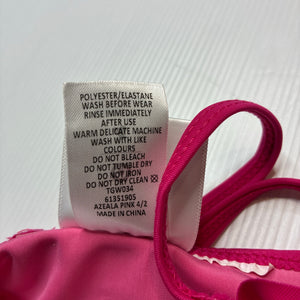 POLYESTER/ELASTANE
WASH BEFORE WEAR
RINSE IMMEDIATELY
AFTER USE
WARM DELICATE MACHINE
WASH WITH LIKE
COLOURS
DO NOT BLEACH
DO NOT TUMBLE DRY
DO NOT IRON
DO NOT DRY CLEAN
TGW034
613S190S
AZEALA PINK 4/2
MADE IN CHINA